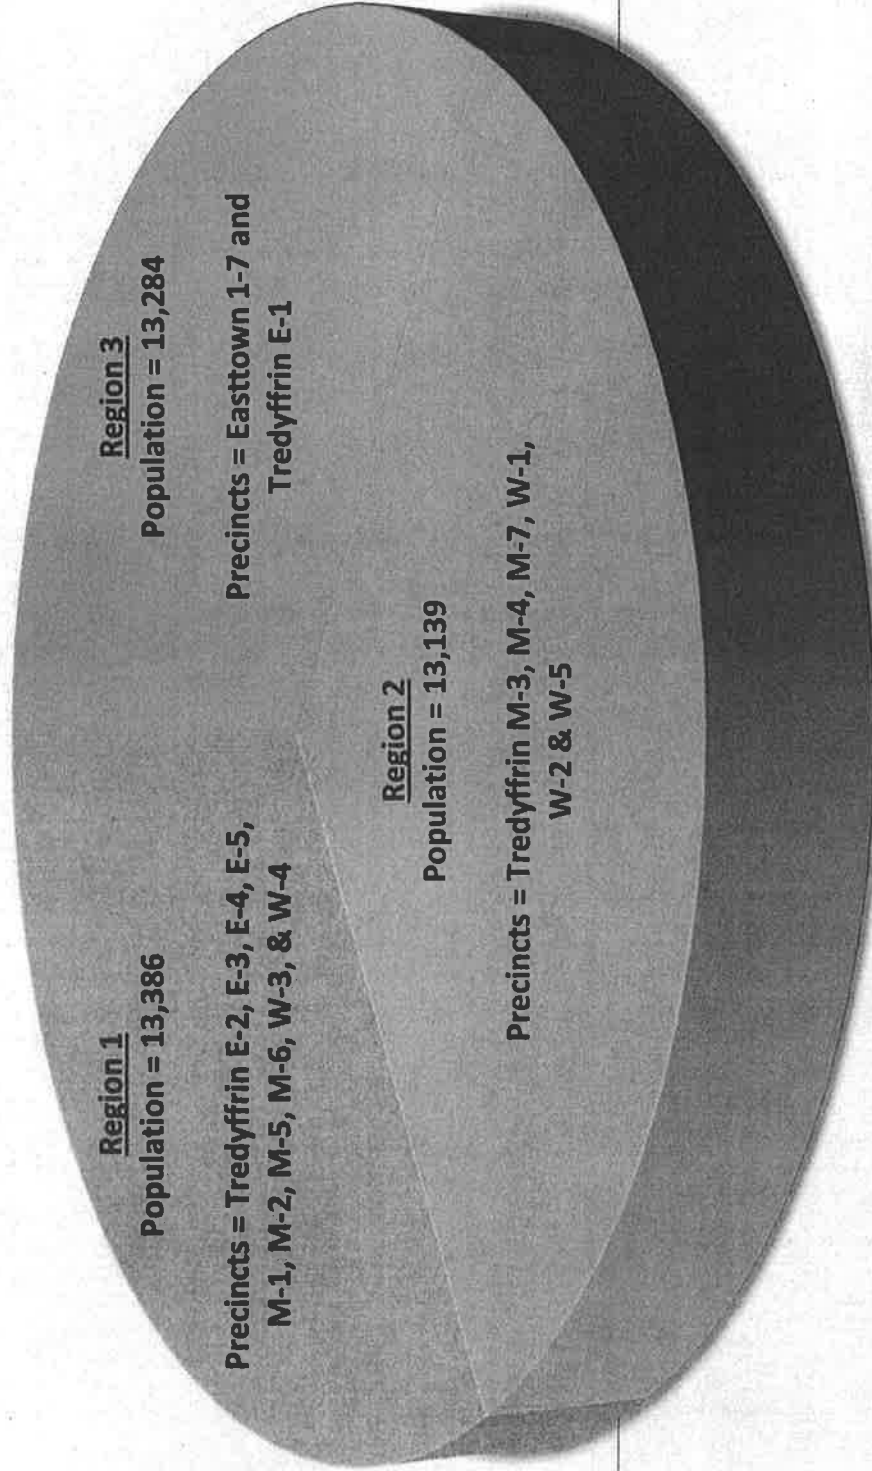 Region 1
Population = 13,386
Precincts = Tredyffrin E-2, E-3, E-4, E-5,
M-1, M-2, M-5, M-6, W-3, & W-4
Region 3
Population = 13,284
Precincts = Easttown 1-7 and
Tredyffrin E-1
Region 2
Population = 13,139
Precincts = Tredyffrin M-3, M-4, M-7, W-1,
W-2 & W-5